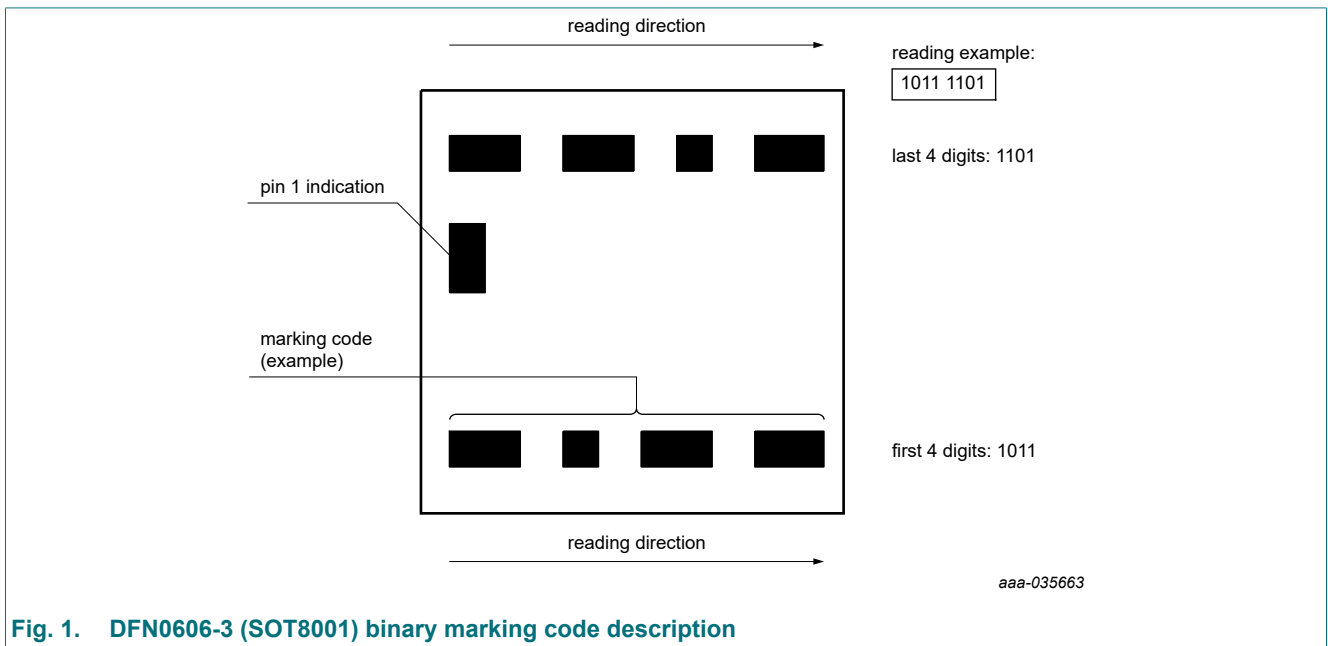 reading direction
reading example:
1011 1101
last 4 digits: 1101
pin 1 indication
marking code
(example)
first 4 digits: 1011
reading direction
aaa-035663
Fig. 1. DFN0606-3 (SOT8001) binary marking code description